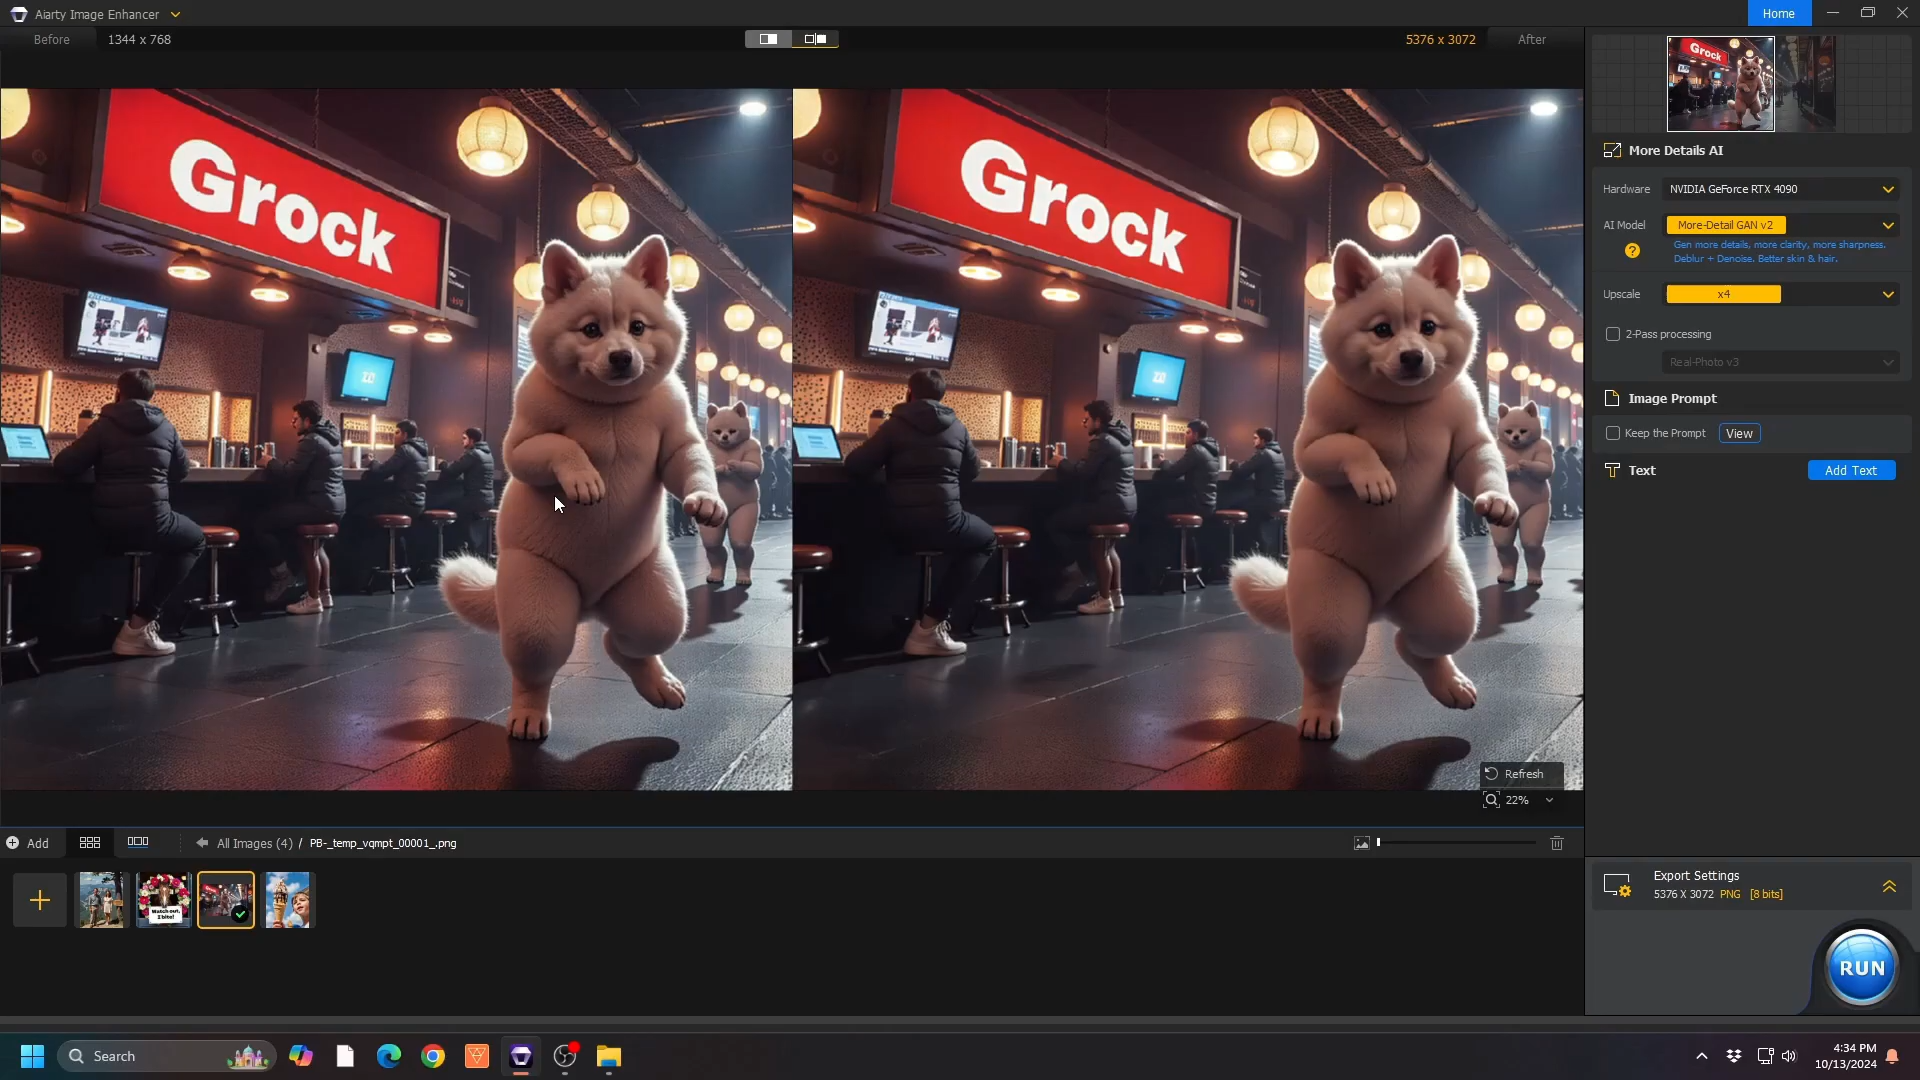 Aiarty Image Enhancer
Home
Before
1344 x 768
5376 x 3072
After
Grock
Grock
Grock
More Details AI
Hardware
NVIDIA GeForce RTX 4090
AI Model
More-Detail GAN v2
?
Gen more details, more clarity, more sharpness.
Deblur + Denoise. Better skin & hair.
Upscale
x4
2-Pass processing
Real-Photo v3
Image Prompt
Keep the Prompt
View
Text
Add Text
Refresh
22%
Add
All Images (4) / PB-_temp_vqmpt_00001_.png
Watch out,
I bite!
Export Settings
5376 X 3072 PNG [8 bits]
RUN
Search
4:34 PM
10/13/2024